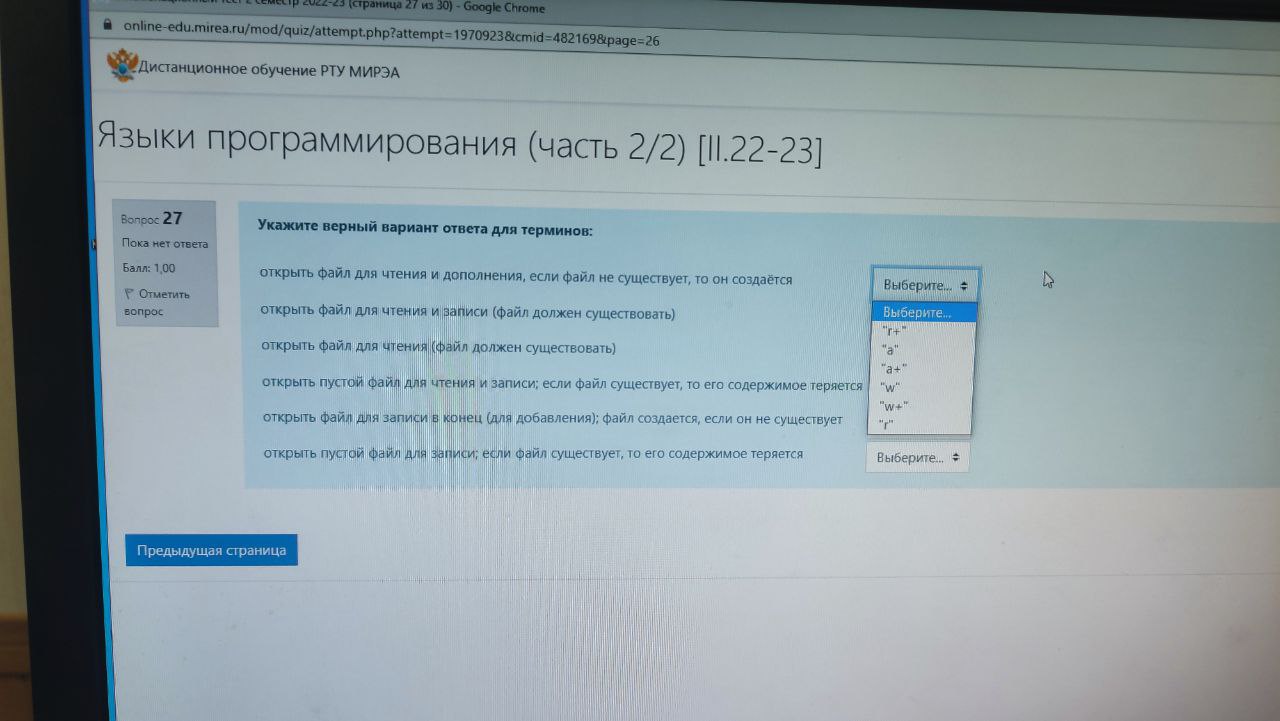 тест 2 семестр 2022-23 (страница 27 из 30) - Google Chrome
online-edu.mirea.ru/mod/quiz/attempt.php?attempt=1970923&cmid=482169&page=26
Дистанционное обучение РТУ МИРЭА
Языки программирования (часть 2/2) [II.22-23]
Вопрос 27
Пока нет ответа
Балл: 1,00
Отметить
вопрос
Укажите верный вариант ответа для терминов:
открыть файл для чтения и дополнения, если файл не существует, то он создаётся
Выберите...
открыть файл для чтения и записи (файл должен существовать)
открыть файл для чтения (файл должен существовать)
открыть пустой файл для чтения и записи; если файл существует, то его содержимое теряется
открыть файл для записи в конец (для добавления); файл создается, если он не существует
открыть пустой файл для записи; если файл существует, то его содержимое теряется
Выберите...
"r+"
"a"
"a+"
"w"
"w+"
"r"
Выберите...
Предыдущая страница